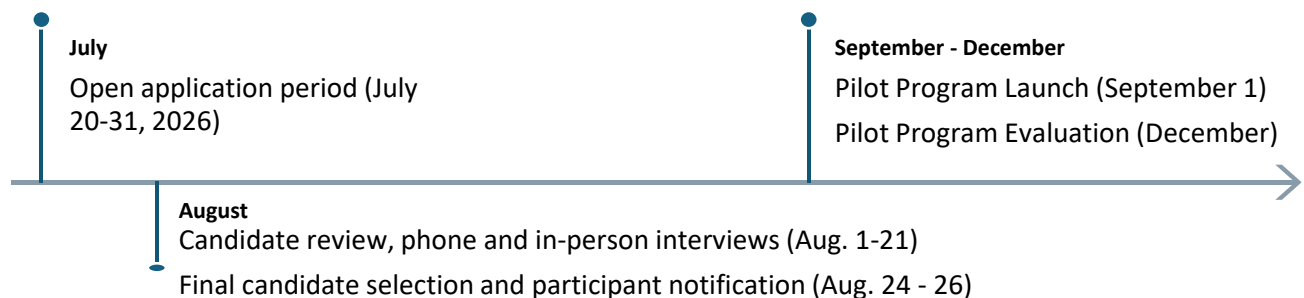 July
Open application period (July
20-31, 2026)
September - December
Pilot Program Launch (September 1)
Pilot Program Evaluation (December)
August
Candidate review, phone and in-person interviews (Aug. 1-21)
Final candidate selection and participant notification (Aug. 24 - 26)